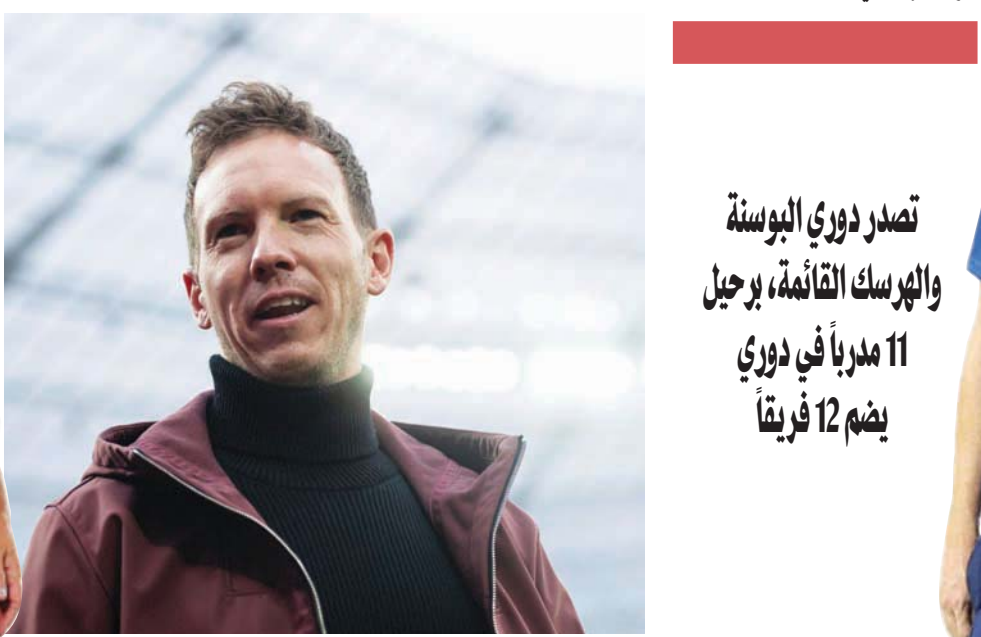 تصدر دوري البوسنة
والهرسك القائمة، برحيل
11 مدرباً في دوري
يضم 12 فريقاً